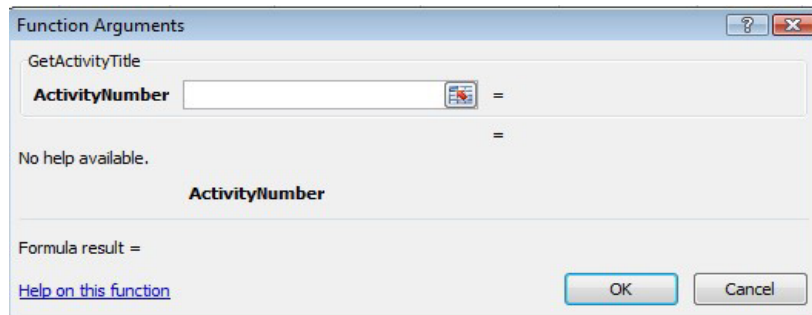 Function Arguments
GetActivityTitle
ActivityNumber =
=
No help available.
ActivityNumber
Formula result =
Help on this function OK Cancel